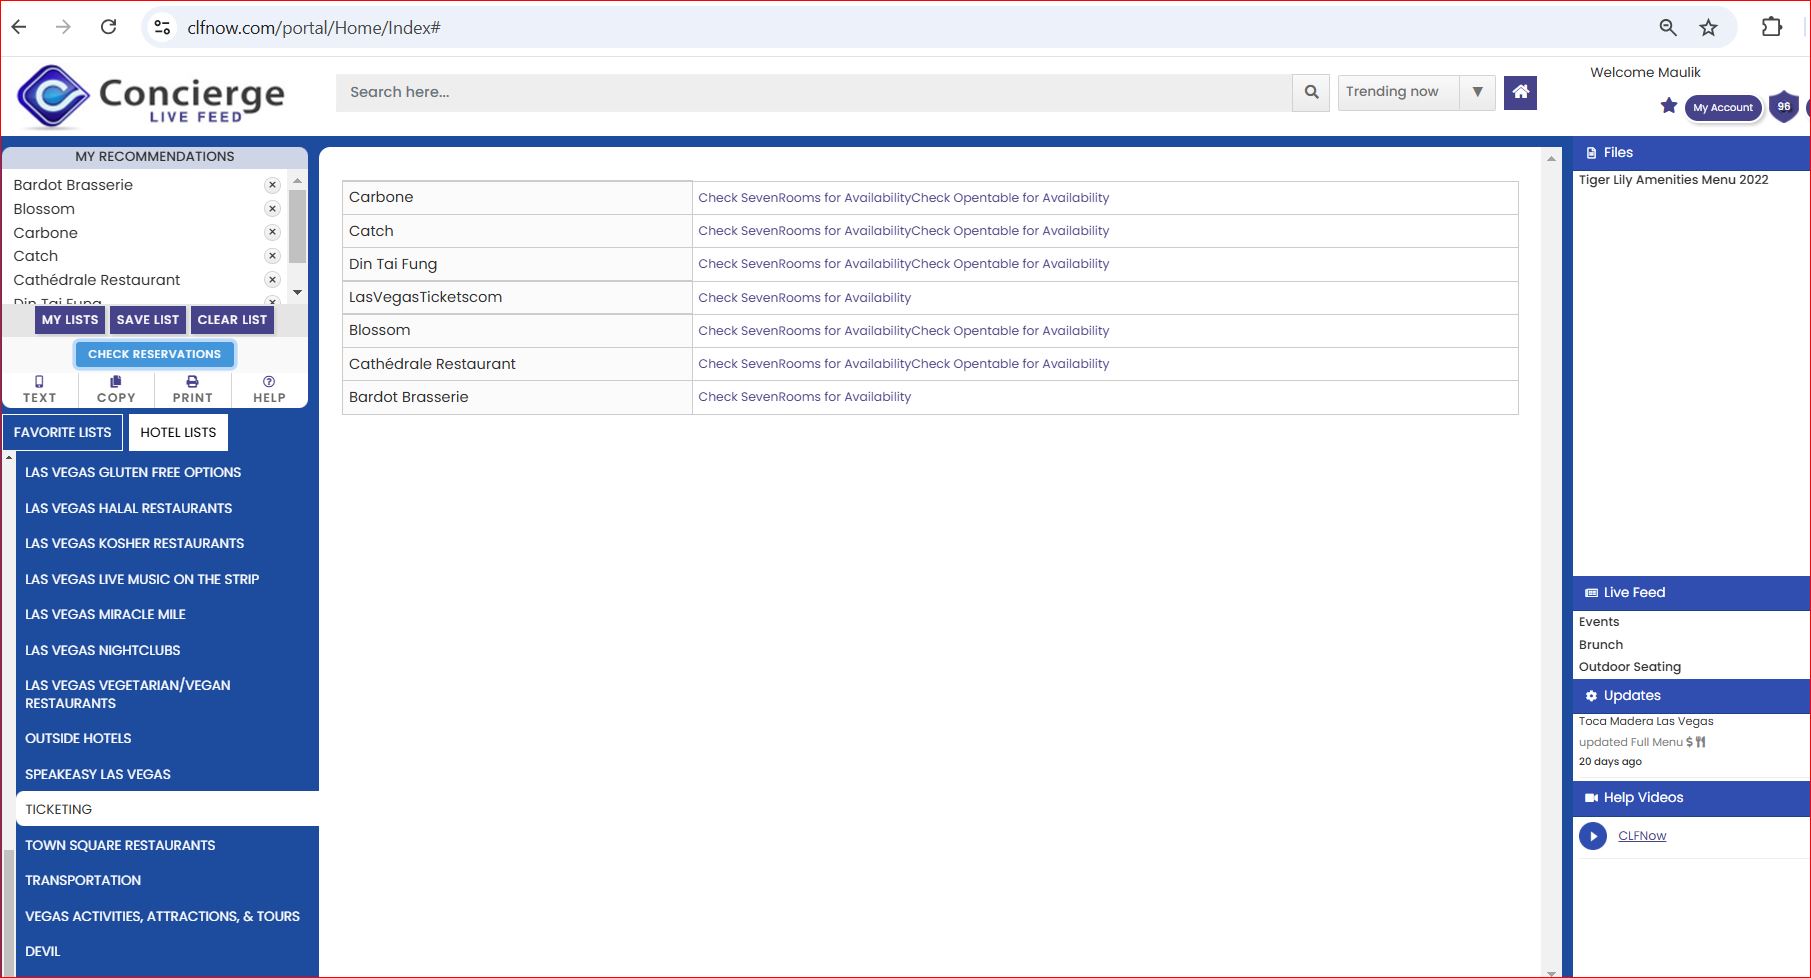 clfnow.com/portal/Home/Index#
Concierge
LIVE FEED
Search here...
Trending now
Welcome Maulik
My Account
96
MY RECOMMENDATIONS
Bardot Brasserie
Blossom
Carbone
Catch
Cathédrale Restaurant
Din Tai Fung
MY LISTS SAVE LIST CLEAR LIST
CHECK RESERVATIONS
TEXT COPY PRINT HELP
FAVORITE LISTS HOTEL LISTS
LAS VEGAS GLUTEN FREE OPTIONS
LAS VEGAS HALAL RESTAURANTS
LAS VEGAS KOSHER RESTAURANTS
LAS VEGAS LIVE MUSIC ON THE STRIP
LAS VEGAS MIRACLE MILE
LAS VEGAS NIGHTCLUBS
LAS VEGAS VEGETARIAN/VEGAN
RESTAURANTS
OUTSIDE HOTELS
SPEAKEASY LAS VEGAS
TICKETING
TOWN SQUARE RESTAURANTS
TRANSPORTATION
VEGAS ACTIVITIES, ATTRACTIONS, & TOURS
DEVIL
Carbone Check SevenRooms for AvailabilityCheck Opentable for Availability
Catch Check SevenRooms for AvailabilityCheck Opentable for Availability
Din Tai Fung Check SevenRooms for AvailabilityCheck Opentable for Availability
LasVegasTicketscom Check SevenRooms for Availability
Blossom Check SevenRooms for AvailabilityCheck Opentable for Availability
Cathédrale Restaurant Check SevenRooms for AvailabilityCheck Opentable for Availability
Bardot Brasserie Check SevenRooms for Availability
Files
Tiger Lily Amenities Menu 2022
Live Feed
Events
Brunch
Outdoor Seating
Updates
Toca Madera Las Vegas
updated Full Menu $
20 days ago
Help Videos
CLFNow